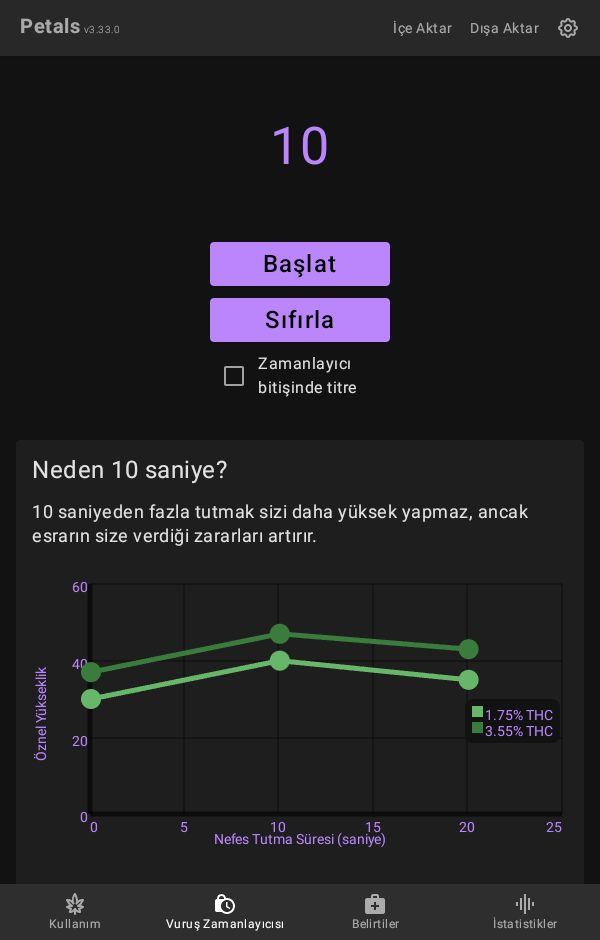 Petals v3.33.0
İçe Aktar
Dışa Aktar
10
Başlat
Sıfırla
Zamanlayıcı
bitişinde titre
Neden 10 saniye?
10 saniyeden fazla tutmak sizi daha yüksek yapmaz, ancak
esrarın size verdiği zararları artırır.
60
40
20
0
Öznel Yükseklik
1.75% THC
3.55% THC
0 5 10 15 20 25
Nefes Tutma Süresi (saniye)
Kullanım
Vuruş Zamanlayıcısı
Belirtiler
İstatistikler